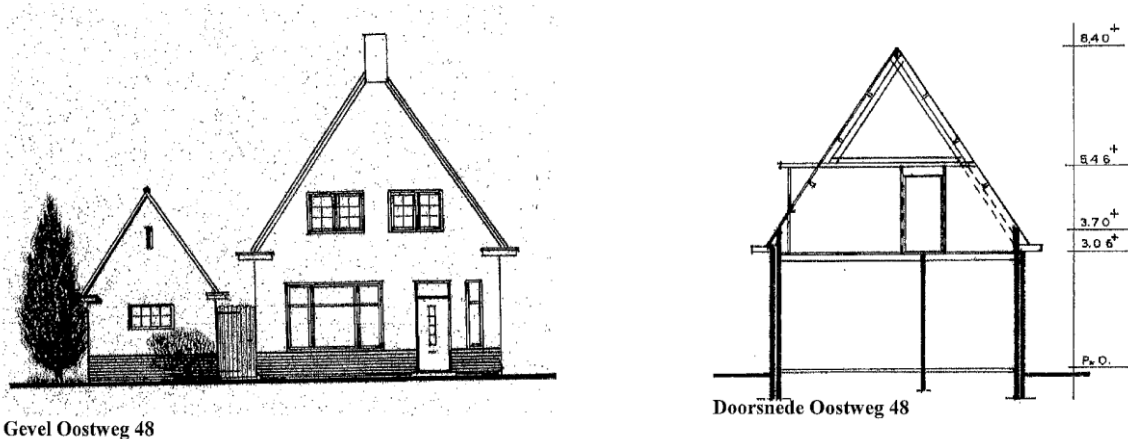 8,40+
5,46+
3.70+
3.06+
P=O.
Doorsnede Oostweg 48
Gevel Oostweg 48